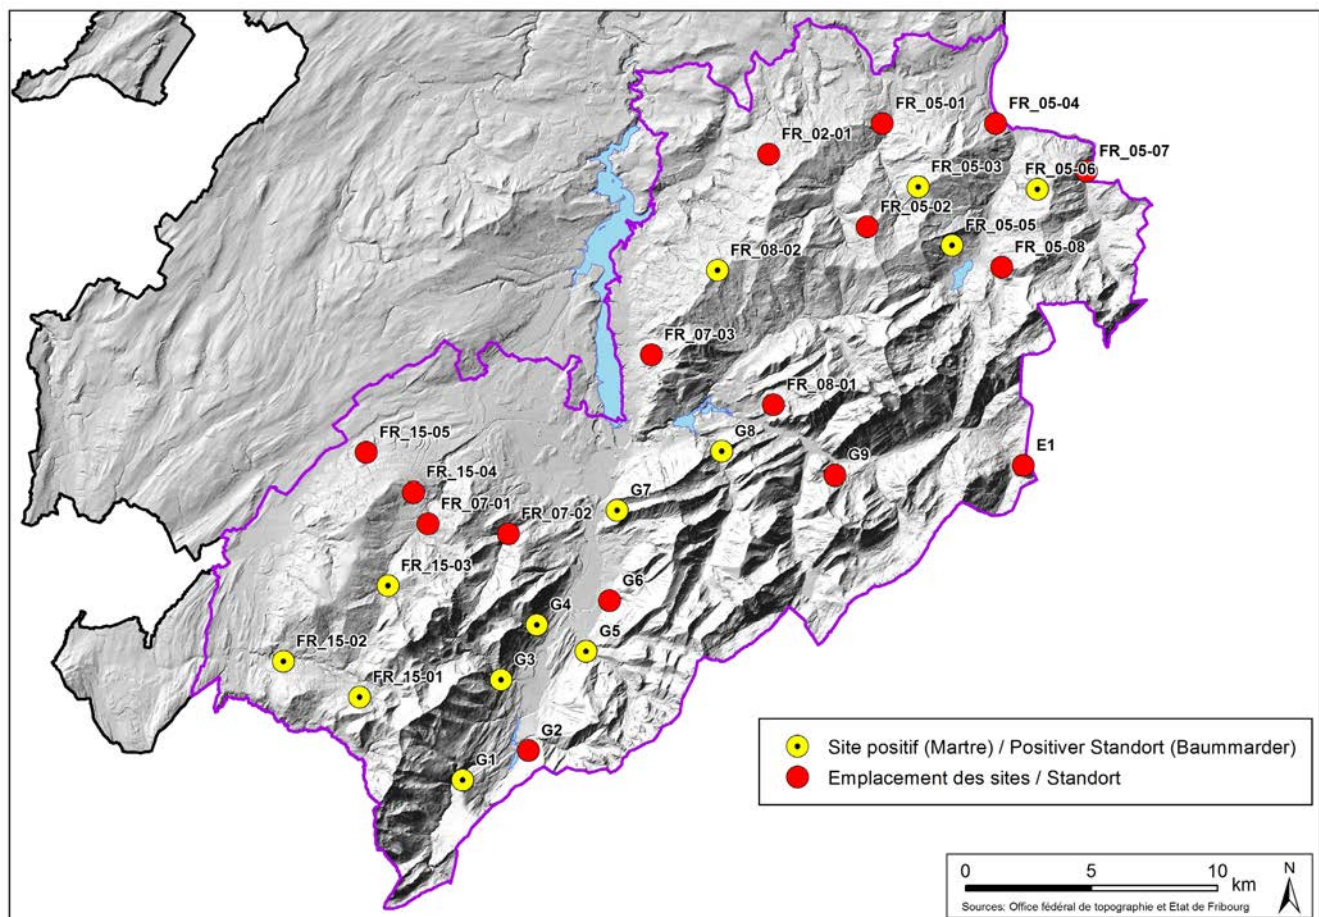 FR_05-01
FR_05-04
FR_02-01
FR_05-07
FR_05-03
FR_05-06
FR_05-02
FR_05-05
FR_08-02
FR_05-08
FR_07-03
FR_08-01
FR_15-05
G8
E1
G9
FR_15-04
G7
FR_07-01
FR_07-02
FR_15-03
G6
G4
G5
FR_15-02
G3
FR_15-01
G2
G1
Site positif (Martre) / Positiver Standort (Baummarder)
Emplacement des sites / Standort
0 5 10 km
N
Sources: Office fédéral de topographie et Etat de Fribourg